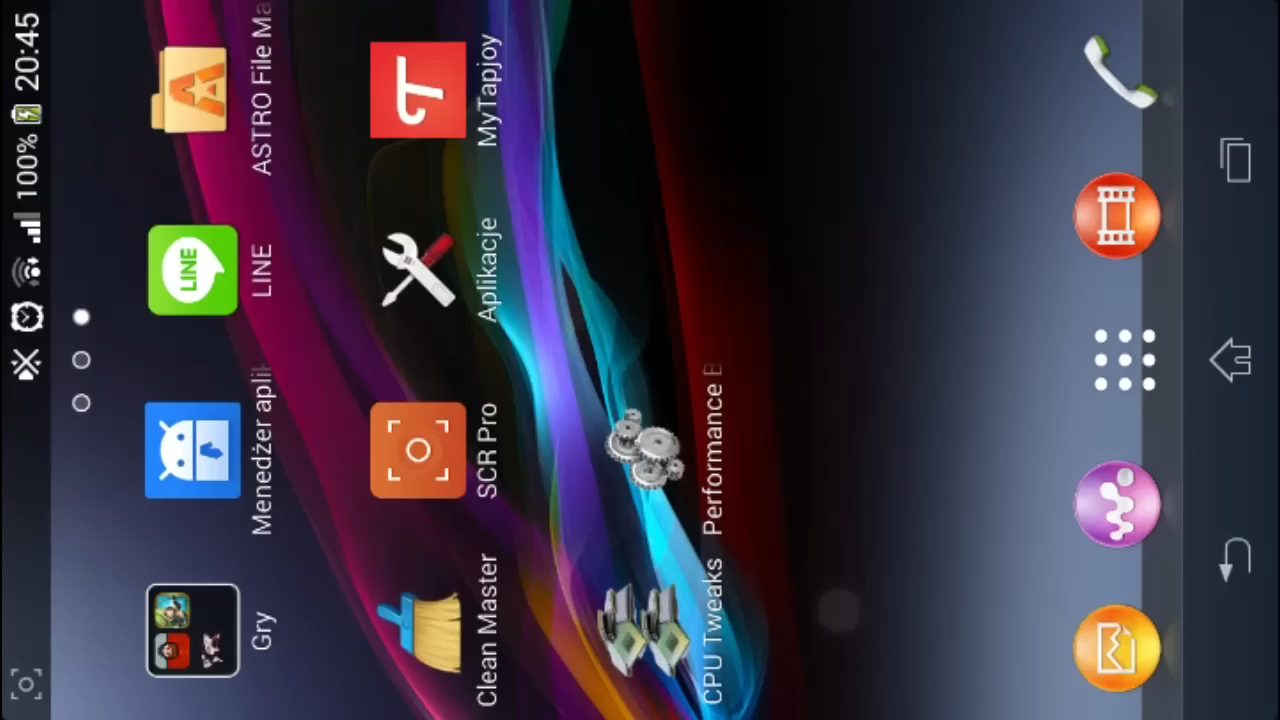 100% 20:45
Gry
Menedżer apli
LINE
ASTRO File Ma
LINE
Clean Master
SCR Pro
Aplikacje
MyTapjoy
CPU Tweaks
Performance B